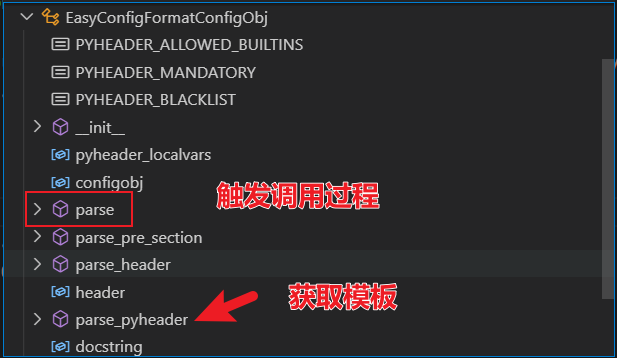 EasyConfigFormatConfigObj
PYHEADER_ALLOWED_BUILTINS
PYHEADER_MANDATORY
PYHEADER_BLACKLIST
__init__
pyheader_localvars
configobj
触发调用过程
parse
parse_pre_section
parse_header
header
获取模板
parse_pyheader
docstring